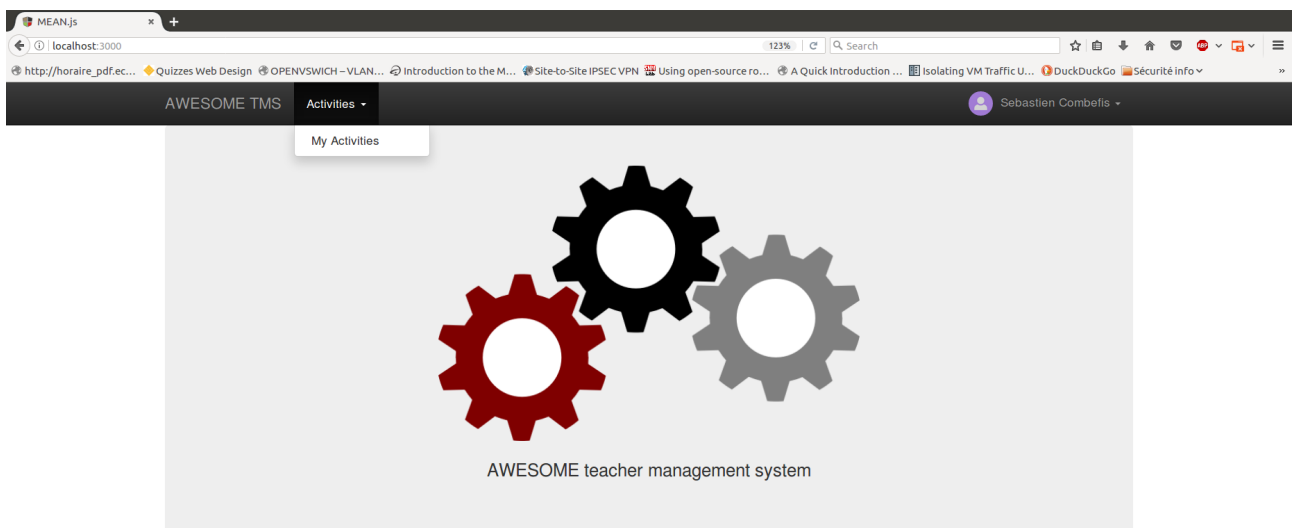 MEAN.js × +
localhost:3000 123% Search
http://horaire_pdf.ec... Quizzes Web Design OPENVSWICH – VLAN... Introduction to the M... Site-to-Site IPSEC VPN Using open-source ro... A Quick Introduction ... Isolating VM Traffic U... DuckDuckGo Sécurité info »
AWESOME TMS Activities Sebastien Combefis
My Activities
AWESOME teacher management system